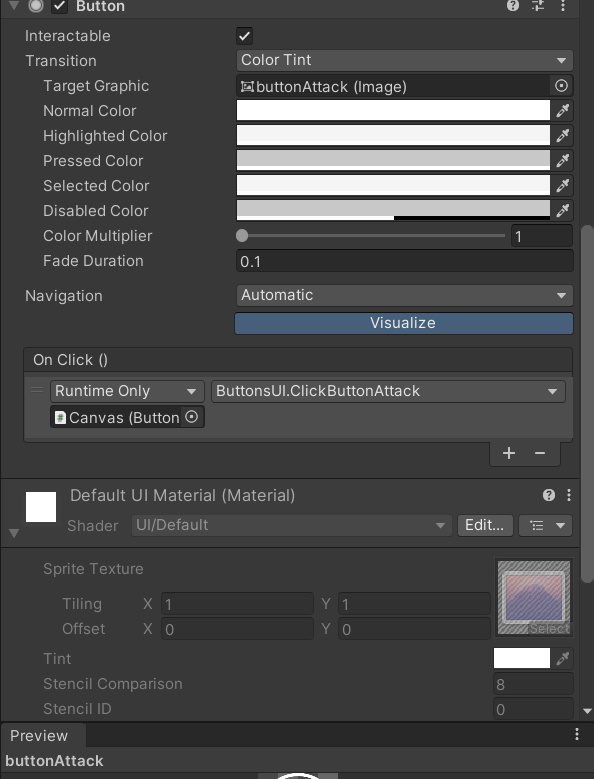 Button
Interactable
Transition Color Tint
Target Graphic buttonAttack (Image)
Normal Color
Highlighted Color
Pressed Color
Selected Color
Disabled Color
Color Multiplier 1
Fade Duration 0.1
Navigation Automatic
Visualize
On Click ()
Runtime Only ButtonsUI.ClickButtonAttack
Canvas (Button
+ −
Default UI Material (Material)
Shader UI/Default Edit...
Sprite Texture
Tiling X 1 Y 1
Offset X 0 Y 0
Select
Tint
Stencil Comparison 8
Stencil ID 0
Preview
buttonAttack